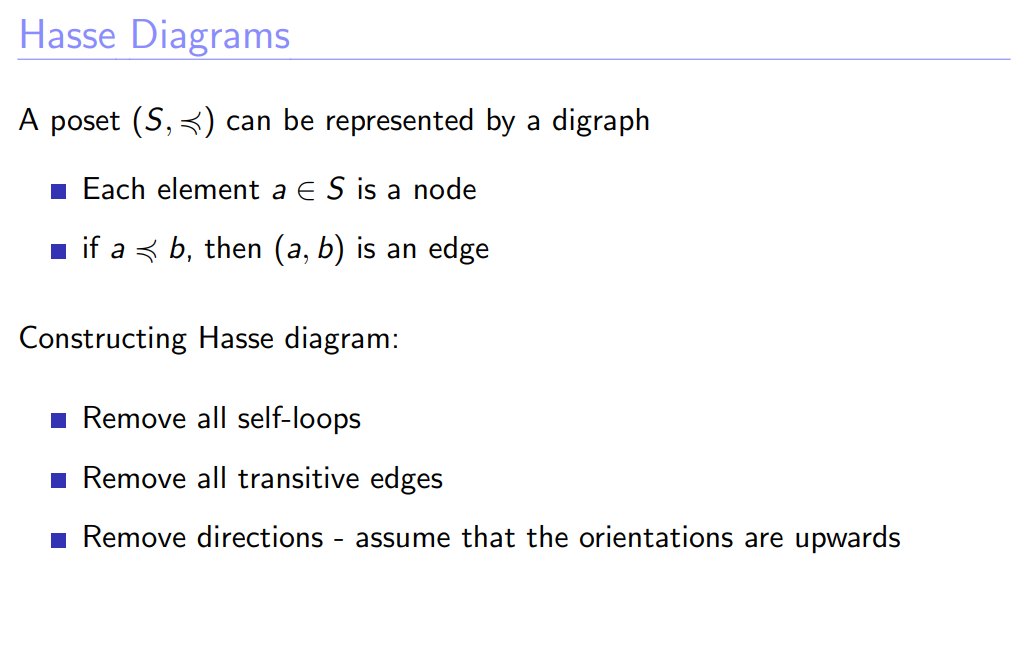 Hasse Diagrams
A poset (S, ≼) can be represented by a digraph
Each element a ∈ S is a node
if a ≼ b, then (a, b) is an edge
Constructing Hasse diagram:
Remove all self-loops
Remove all transitive edges
Remove directions - assume that the orientations are upwards